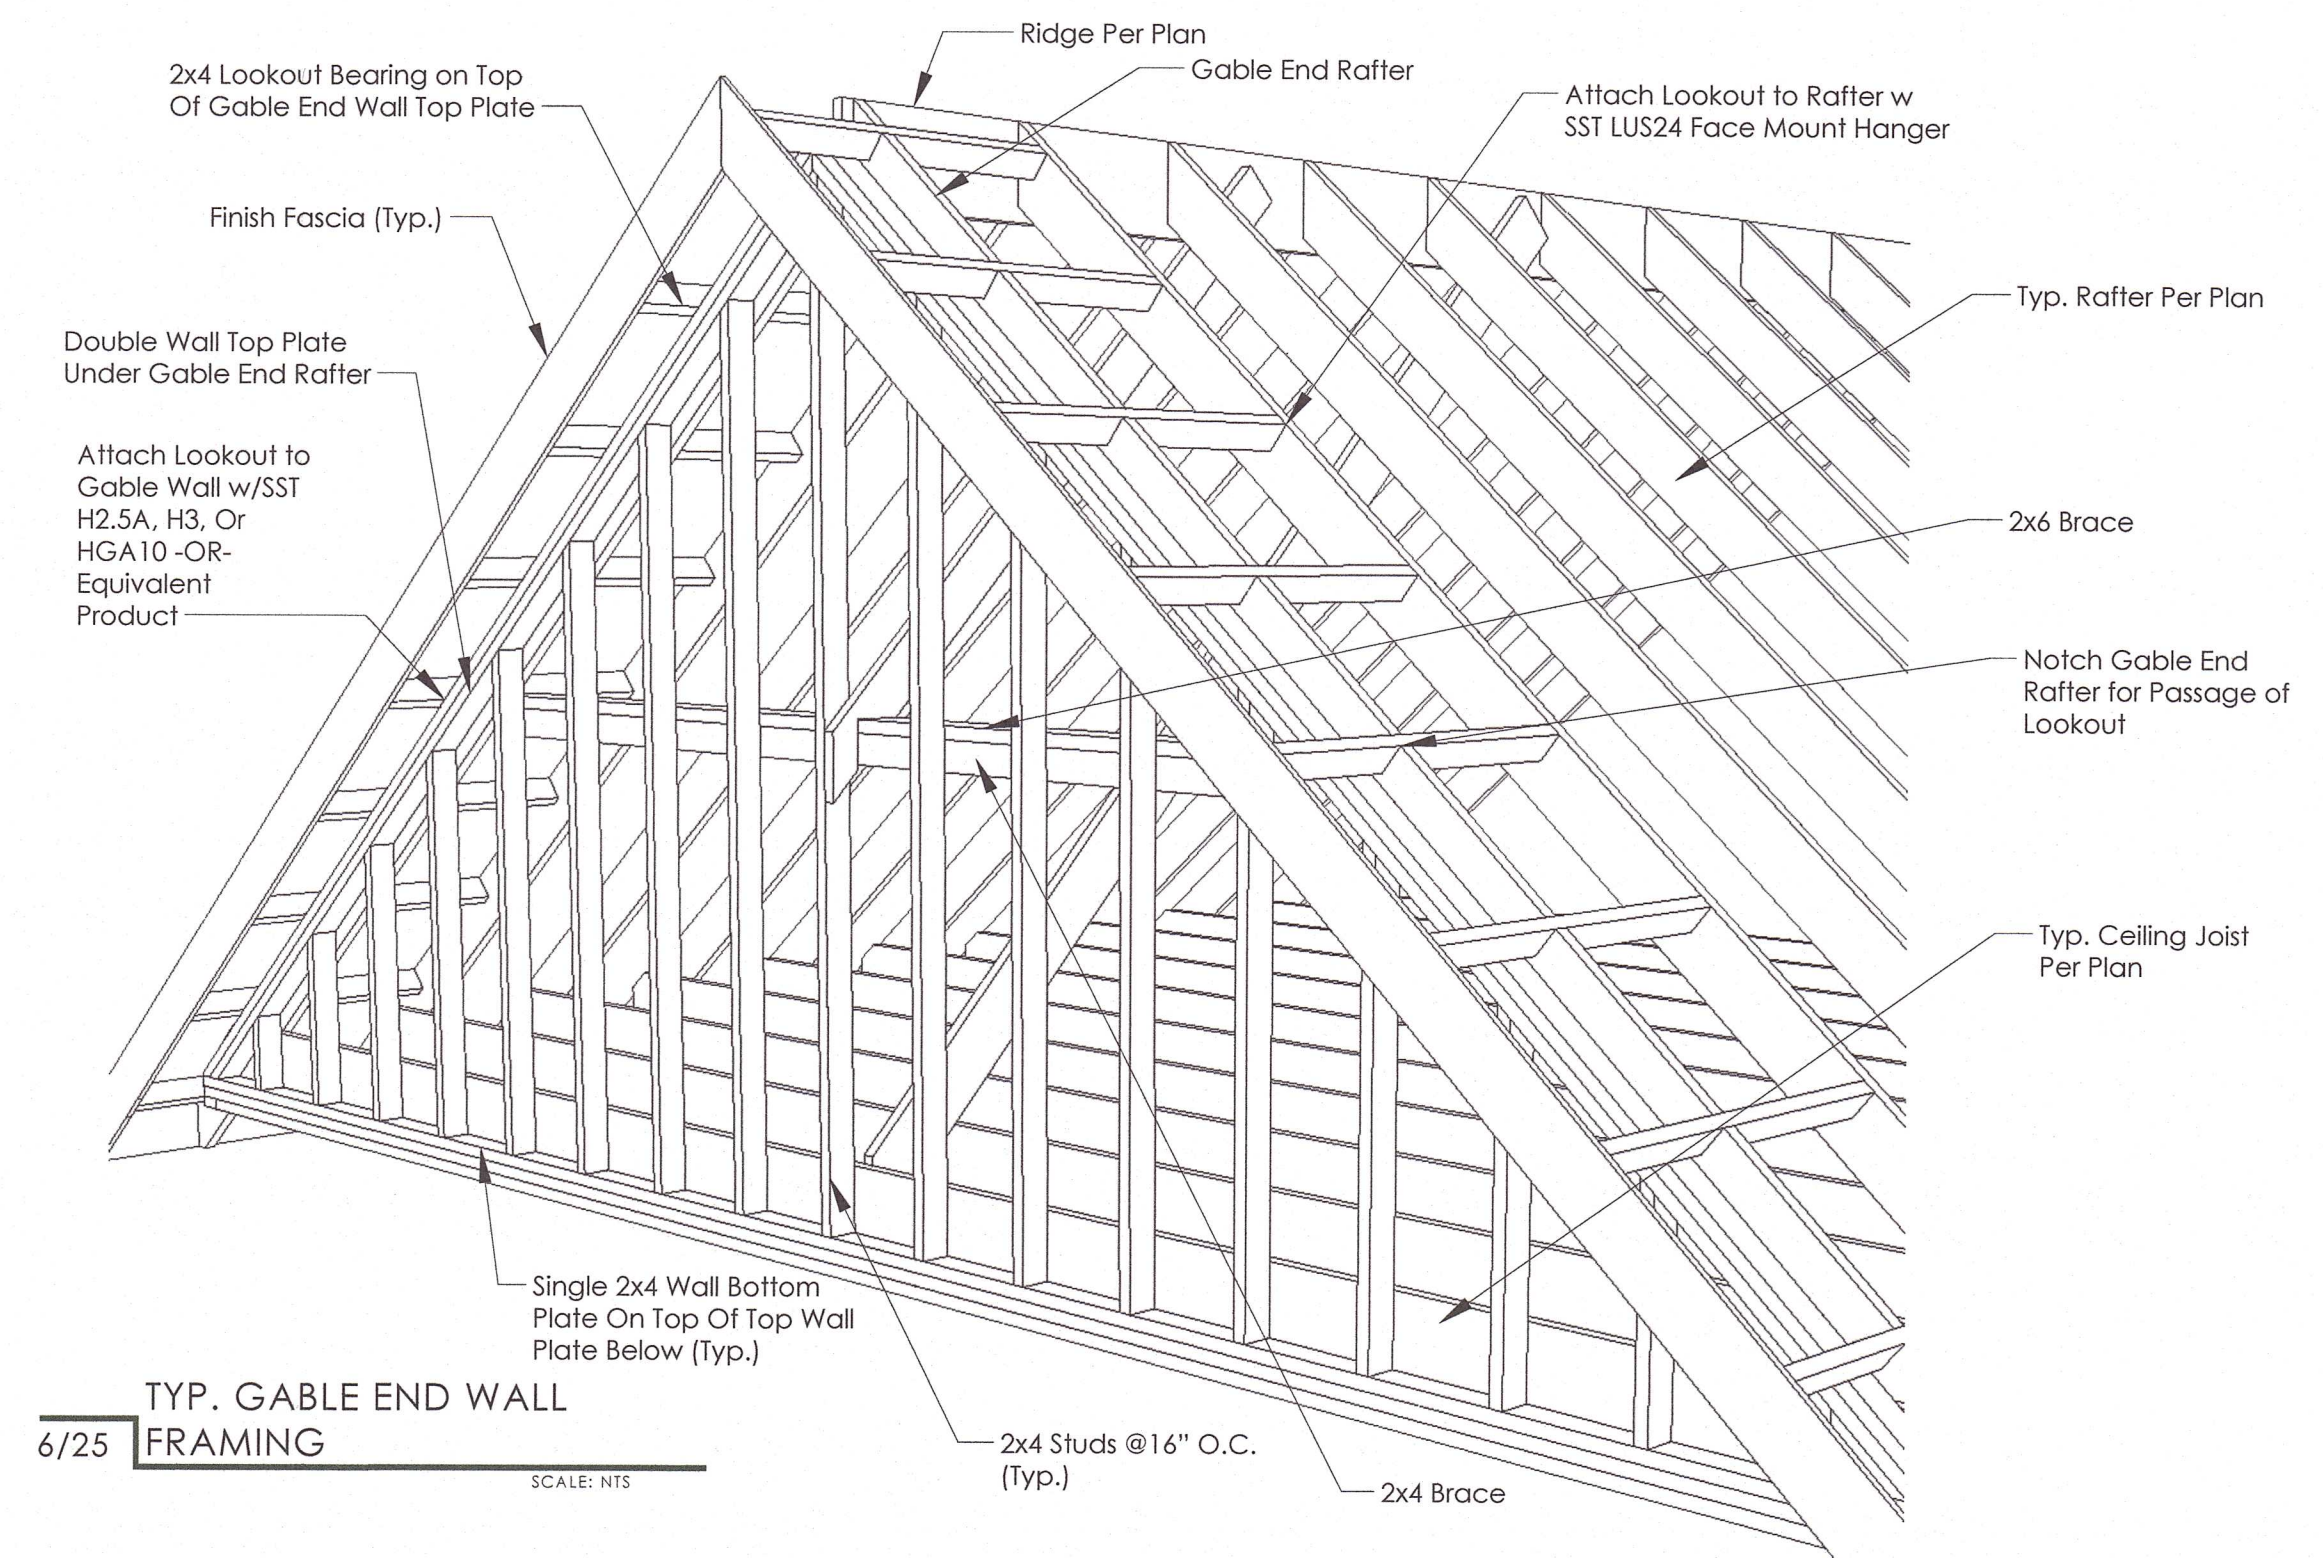 Ridge Per Plan
Gable End Rafter
2x4 Lookout Bearing on Top
Of Gable End Wall Top Plate
Attach Lookout to Rafter w
SST LUS24 Face Mount Hanger
Finish Fascia (Typ.)
Typ. Rafter Per Plan
Double Wall Top Plate
Under Gable End Rafter
Attach Lookout to
Gable Wall w/SST
H2.5A, H3, Or
HGA10 -OR-
Equivalent
Product
2x6 Brace
Notch Gable End
Rafter for Passage of
Lookout
Typ. Ceiling Joist
Per Plan
Single 2x4 Wall Bottom
Plate On Top Of Top Wall
Plate Below (Typ.)
2x4 Studs @16” O.C.
(Typ.)
2x4 Brace
TYP. GABLE END WALL
6/25 FRAMING
SCALE: NTS